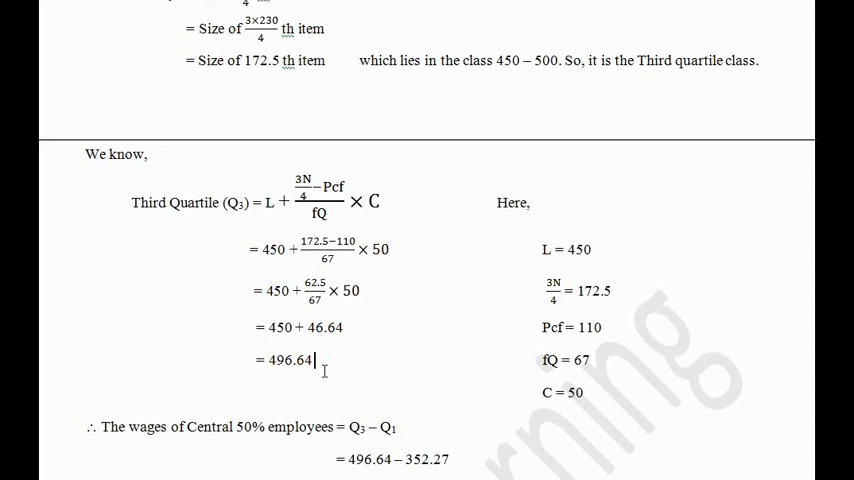 4
= Size of 3×230/4 th item
= Size of 172.5 th item which lies in the class 450 – 500. So, it is the Third quartile class.
We know,
Third Quartile (Q₃) = L + (3N/4 – Pcf)/fQ × C Here,
= 450 + (172.5–110)/67 × 50 L = 450
= 450 + 62.5/67 × 50 3N/4 = 172.5
= 450 + 46.64 Pcf = 110
= 496.64 fQ = 67
C = 50
∴ The wages of Central 50% employees = Q₃ – Q₁
= 496.64 – 352.27